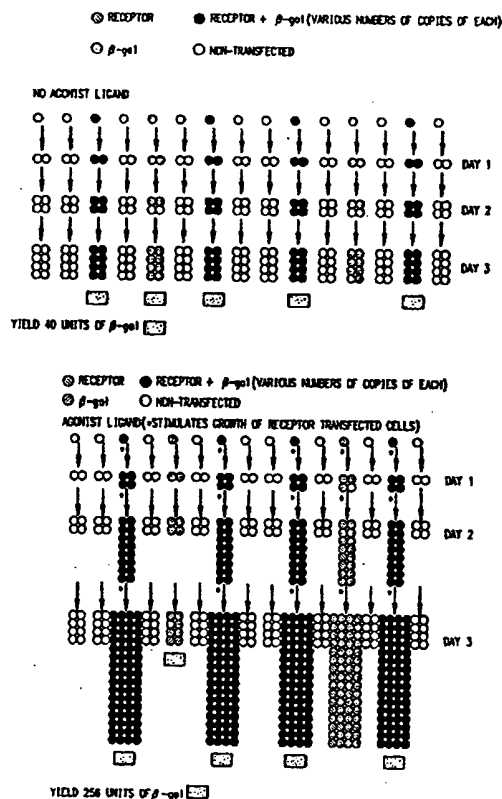 RECEPTOR RECEPTOR + β-gal (VARIOUS NUMBERS OF COPIES OF EACH)
β-gal NON-TRANSFECTED
NO AGONIST LIGAND
DAY 1
DAY 2
DAY 3
YIELD 40 UNITS OF β-gal
RECEPTOR RECEPTOR + β-gal (VARIOUS NUMBERS OF COPIES OF EACH)
β-gal NON-TRANSFECTED
AGONIST LIGAND (+STIMULATES GROWTH OF RECEPTOR TRANSFECTED CELLS)
DAY 1
DAY 2
DAY 3
YIELD 256 UNITS OF β-gal